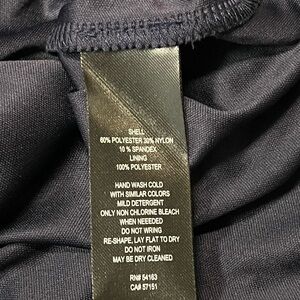 SHELL
60% POLYESTER 30% NYLON
10 % SPANDEX
LINING
100% POLYESTER
HAND WASH COLD
WITH SIMILAR COLORS
MILD DETERGENT
ONLY NON CHLORINE BLEACH
WHEN NEEEDED
DO NOT WRING
RE-SHAPE, LAY FLAT TO DRY
DO NOT IRON
MAY BE DRY CLEANED
RN# 54163
CA# 57151